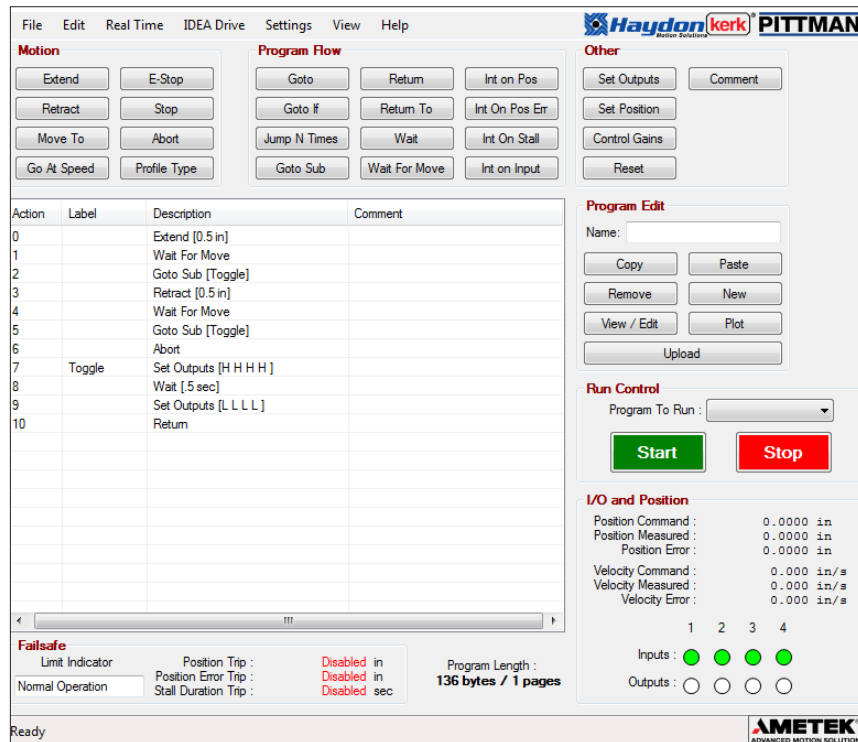 File Edit Real Time IDEA Drive Settings View Help
Haydon kerk PITTMAN
Motion Solutions
Motion
Extend E-Stop
Retract Stop
Move To Abort
Go At Speed Profile Type
Program Flow
Goto Return Int on Pos
Goto If Return To Int On Pos Err
Jump N Times Wait Int On Stall
Goto Sub Wait For Move Int on Input
Other
Set Outputs Comment
Set Position
Control Gains
Reset
Action Label Description Comment
0 Extend [0.5 in]
1 Wait For Move
2 Goto Sub [Toggle]
3 Retract [0.5 in]
4 Wait For Move
5 Goto Sub [Toggle]
6 Abort
7 Toggle Set Outputs [H H H H ]
8 Wait [.5 sec]
9 Set Outputs [L L L L ]
10 Return
Program Edit
Name:
Copy Paste
Remove New
View / Edit Plot
Upload
Run Control
Program To Run :
Start Stop
I/O and Position
Position Command : 0.0000 in
Position Measured : 0.0000 in
Position Error : 0.0000 in
Velocity Command : 0.000 in/s
Velocity Measured : 0.000 in/s
Velocity Error : 0.000 in/s
1 2 3 4
Inputs :
Outputs :
Failsafe
Limit Indicator
Normal Operation
Position Trip : Disabled in
Position Error Trip : Disabled in
Stall Duration Trip : Disabled sec
Program Length :
136 bytes / 1 pages
Ready
AMETEK
ADVANCED MOTION SOLUTION